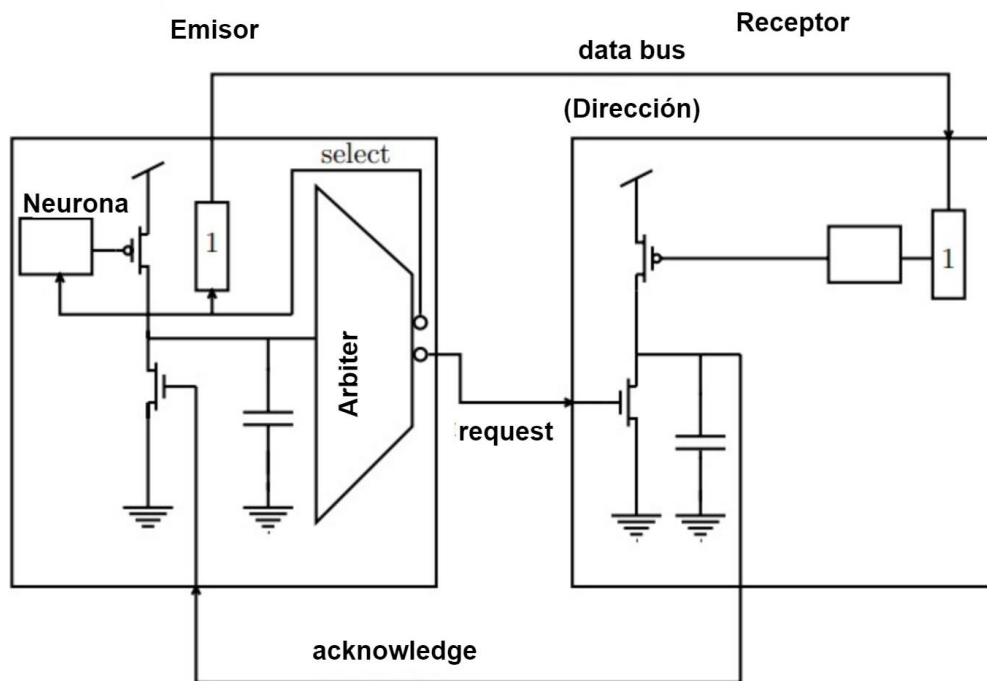 Emisor
Receptor
data bus
(Dirección)
select
Neurona
1
1
Arbiter
request
acknowledge